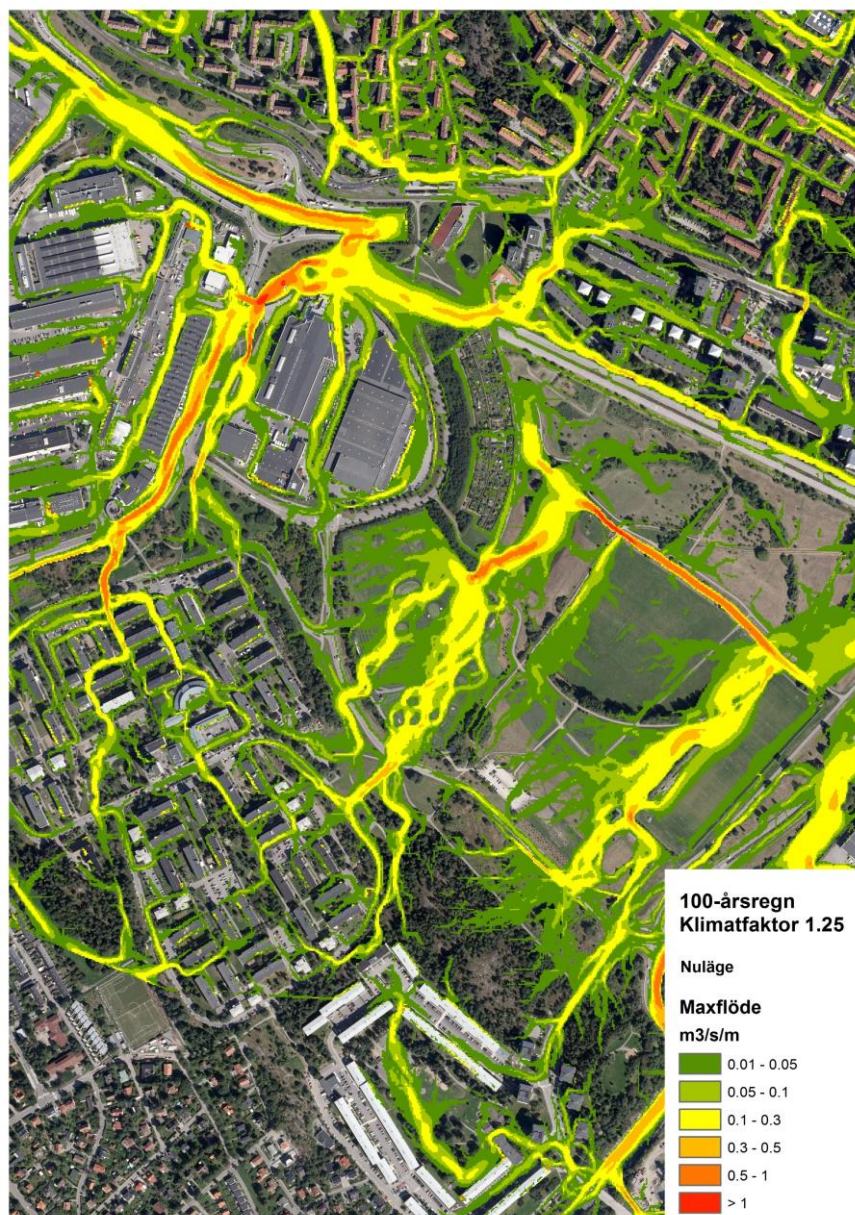 100-årsregn
Klimatfaktor 1.25
Nuläge
Maxflöde
m3/s/m
0.01 - 0.05
0.05 - 0.1
0.1 - 0.3
0.3 - 0.5
0.5 - 1
> 1